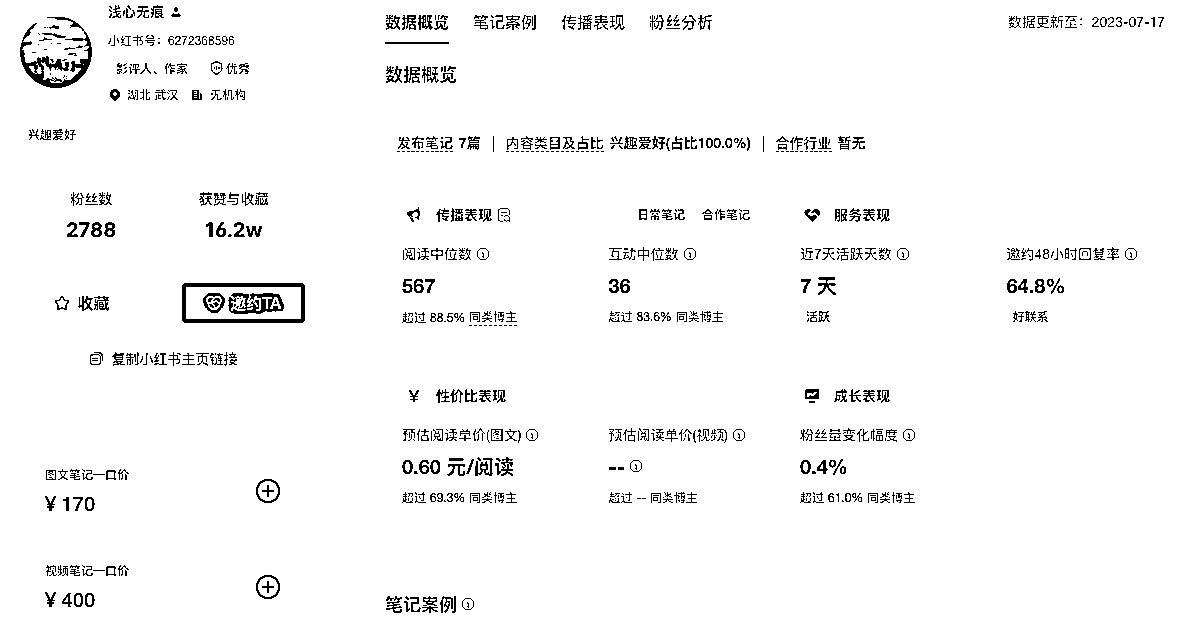 浅心无痕
小红书号：6272368596
影评人、作家 优秀
湖北 武汉 无机构
兴趣爱好
粉丝数 获赞与收藏
2788 16.2w
收藏 邀约TA
复制小红书主页链接
图文笔记一口价
¥ 170
视频笔记一口价
¥ 400
数据概览 笔记案例 传播表现 粉丝分析 数据更新至：2023-07-17
数据概览
发布笔记 7篇 | 内容类目及占比 兴趣爱好(占比100.0%) | 合作行业 暂无
传播表现 日常笔记 合作笔记
阅读中位数 互动中位数
567 36
超过 88.5% 同类博主 超过 83.6% 同类博主
服务表现
近7天活跃天数 邀约48小时回复率
7 天 64.8%
活跃 好联系
¥ 性价比表现
预估阅读单价(图文) 预估阅读单价(视频)
0.60 元/阅读 --
超过 69.3% 同类博主 超过 -- 同类博主
成长表现
粉丝量变化幅度
0.4%
超过 61.0% 同类博主
笔记案例